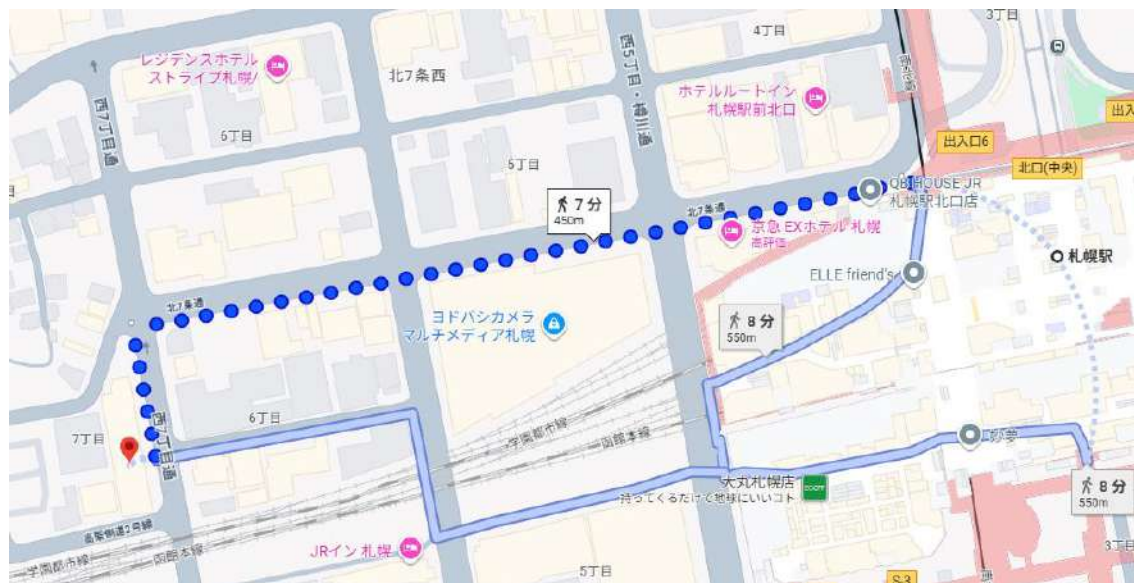 3丁目
4丁目
レジデンスホテル
ストライプ札幌/
北7条西
西5丁目・樽川通
ホテルルートイン
札幌駅前北口
西7丁目通
6丁目
5丁目
出入
出入口6
北口(中央)
7 分
450m
北7条通
QB HOUSE JR
札幌駅北口店
京急 EXホテル 札幌
高評価
札幌駅
ELLE friend's
北7条通
ヨドバシカメラ
マルチメディア札幌
8 分
550m
6丁目
7丁目
西7丁目通
学園都市線
函館本線
大丸札幌店
持ってくるだけで地球にいいコト
ECOFF
8 分
550m
学園都市線
函館本線
JRイン 札幌
5丁目
S-3
3丁目